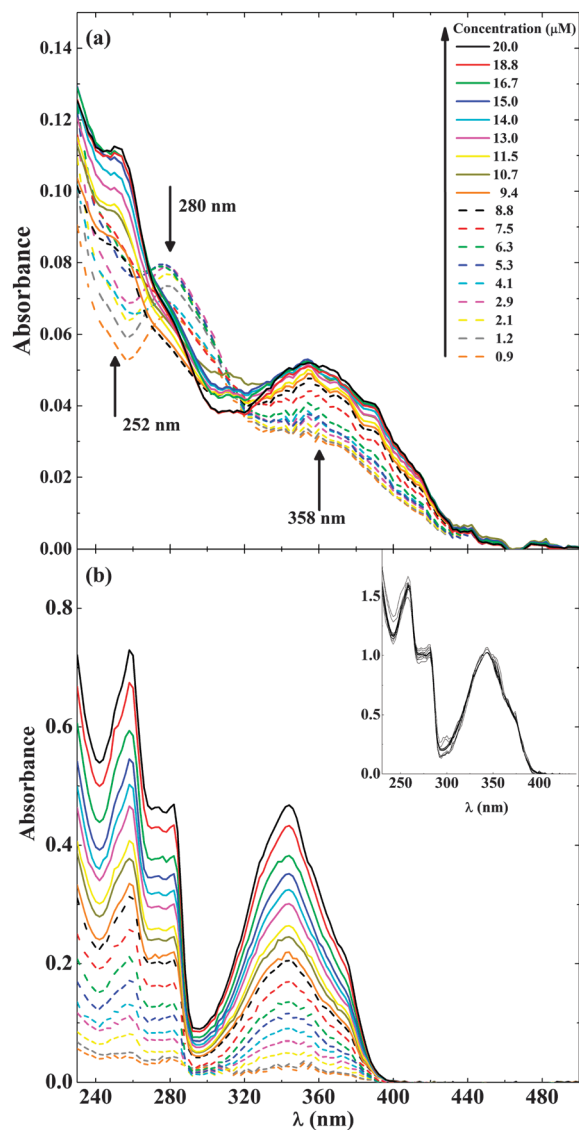 (a)
Concentration (μM)
20.0
18.8
16.7
15.0
14.0
13.0
11.5
10.7
9.4
8.8
7.5
6.3
5.3
4.1
2.9
2.1
1.2
0.9
0.14
0.12
0.10
0.08
0.06
0.04
0.02
0.00
Absorbance
280 nm
252 nm
358 nm
(b)
0.8
0.6
0.4
0.2
0.0
Absorbance
1.5
1.0
0.5
0.0
250 300 350 400
λ (nm)
240 280 320 360 400 440 480
λ (nm)